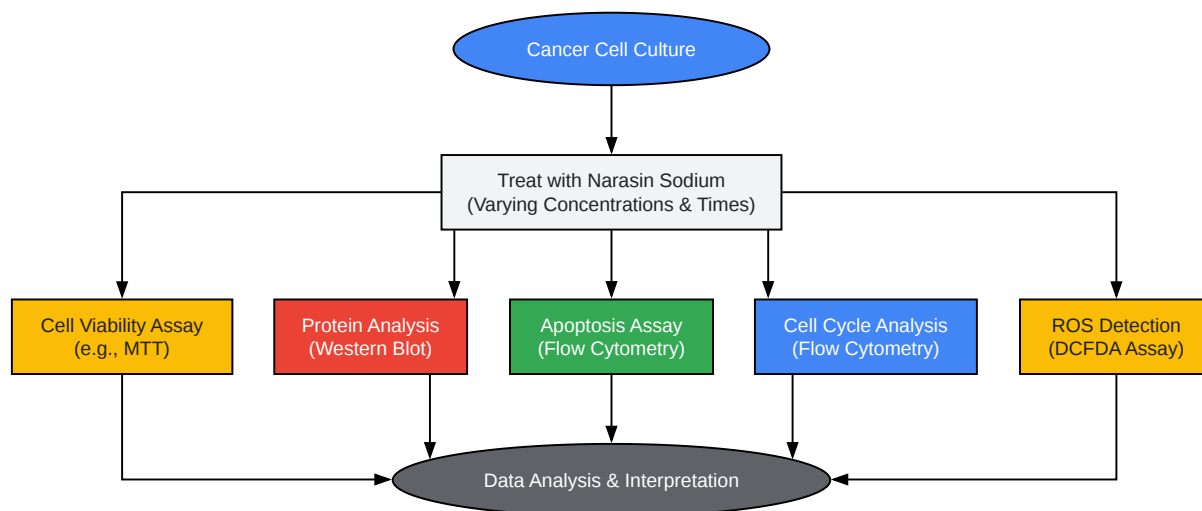 Cancer Cell Culture
Treat with Narasin Sodium
(Varying Concentrations & Times)
Cell Viability Assay
(e.g., MTT)
Protein Analysis
(Western Blot)
Apoptosis Assay
(Flow Cytometry)
Cell Cycle Analysis
(Flow Cytometry)
ROS Detection
(DCFDA Assay)
Data Analysis & Interpretation